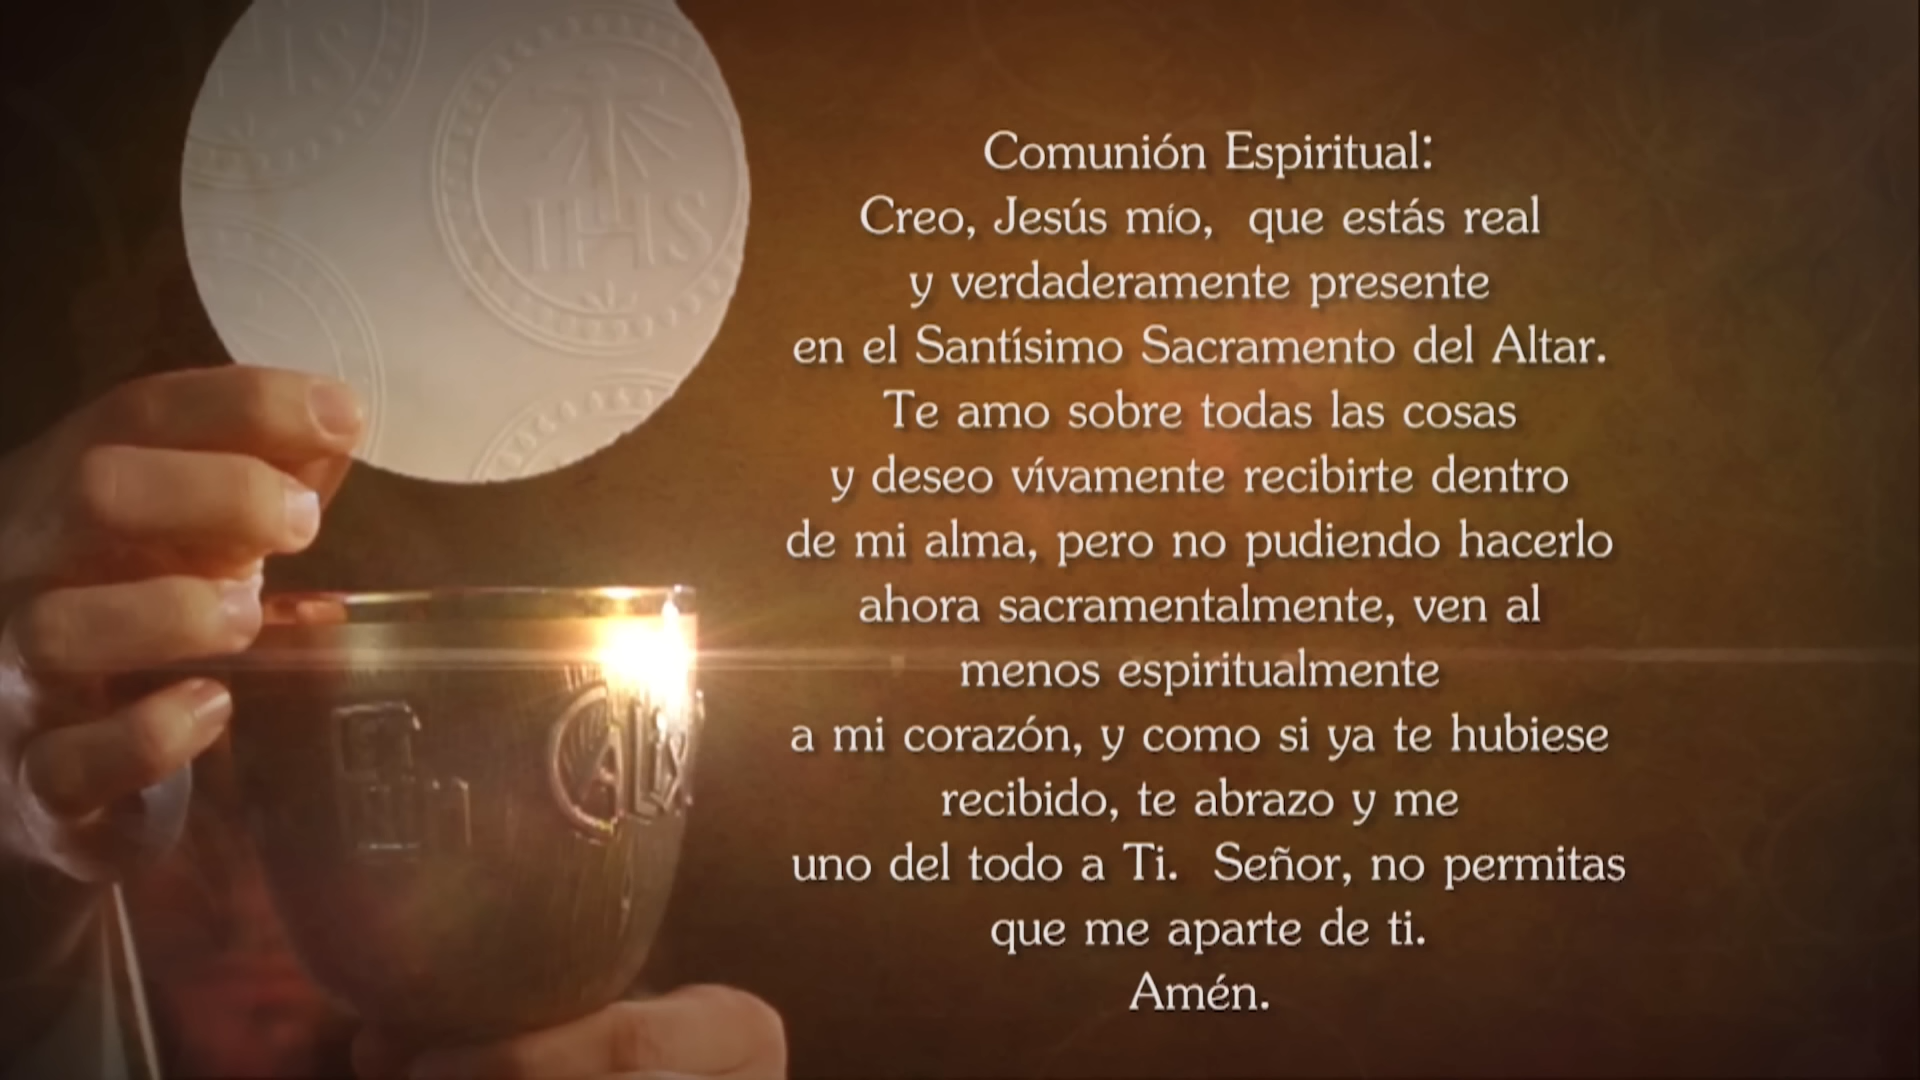 Comunión Espiritual:
Creo, Jesús mío, que estás real
y verdaderamente presente
en el Santísimo Sacramento del Altar.
Te amo sobre todas las cosas
y deseo vívamente recibirte dentro
de mi alma, pero no pudiendo hacerlo
ahora sacramentalmente, ven al
menos espiritualmente
a mi corazón, y como si ya te hubiese
recibido, te abrazo y me
uno del todo a Ti. Señor, no permitas
que me aparte de ti.
Amén.
IHS